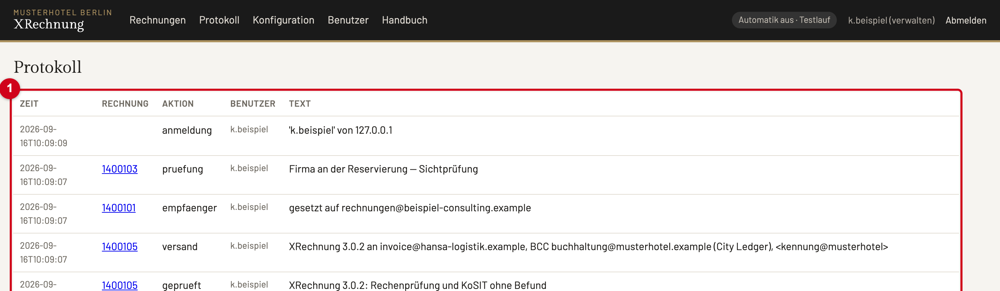 MUSTERHOTEL BERLIN
XRechnung
Rechnungen Protokoll Konfiguration Benutzer Handbuch
Automatik aus · Testlauf k.beispiel (verwalten) Abmelden
Protokoll
1
ZEIT RECHNUNG AKTION BENUTZER TEXT
2026-09-
16T10:09:09 anmeldung k.beispiel 'k.beispiel' von 127.0.0.1
2026-09-
16T10:09:07 1400103 pruefung k.beispiel Firma an der Reservierung — Sichtprüfung
2026-09-
16T10:09:07 1400101 empfaenger k.beispiel gesetzt auf rechnungen@beispiel-consulting.example
2026-09-
16T10:09:07 1400105 versand k.beispiel XRechnung 3.0.2 an invoice@hansa-logistik.example, BCC buchhaltung@musterhotel.example (City Ledger), <kennung@musterhotel>
2026-09- 1400105 geprueft k.beispiel XRechnung 3.0.2: Rechenprüfung und KoSIT ohne Befund